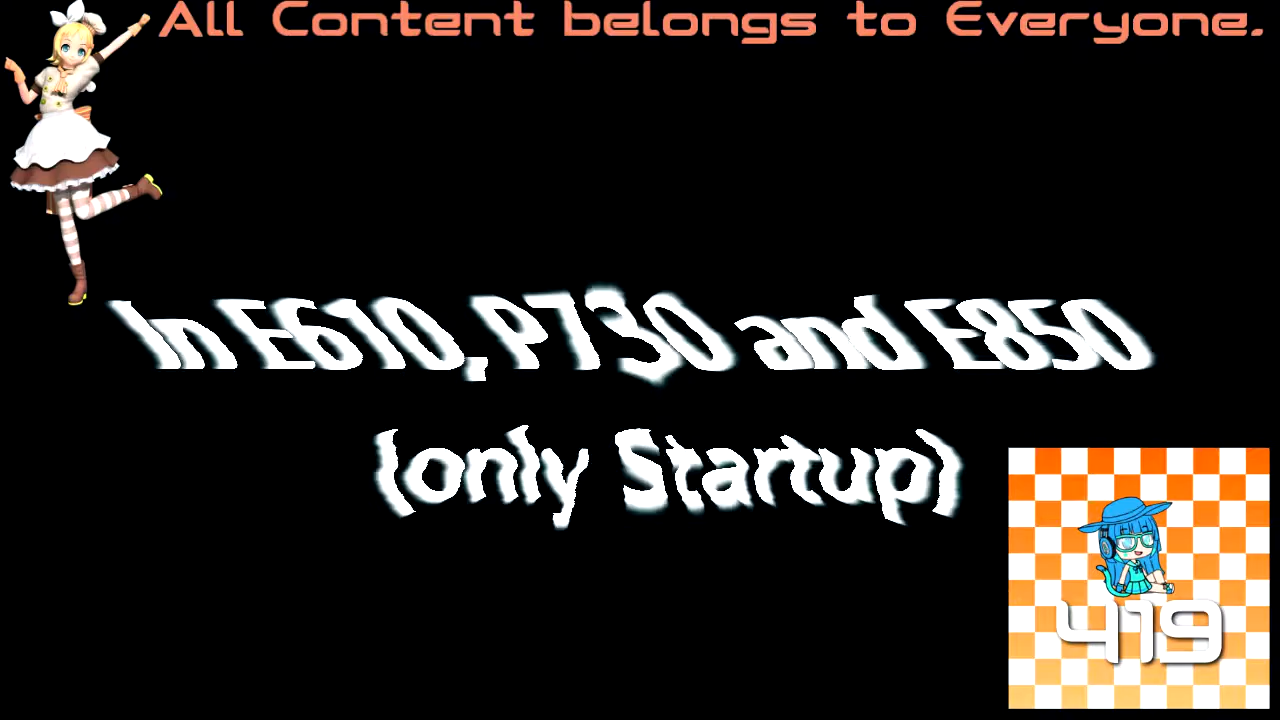 All Content belongs to Everyone.
In E610, P730 and E850
(only Startup)
419